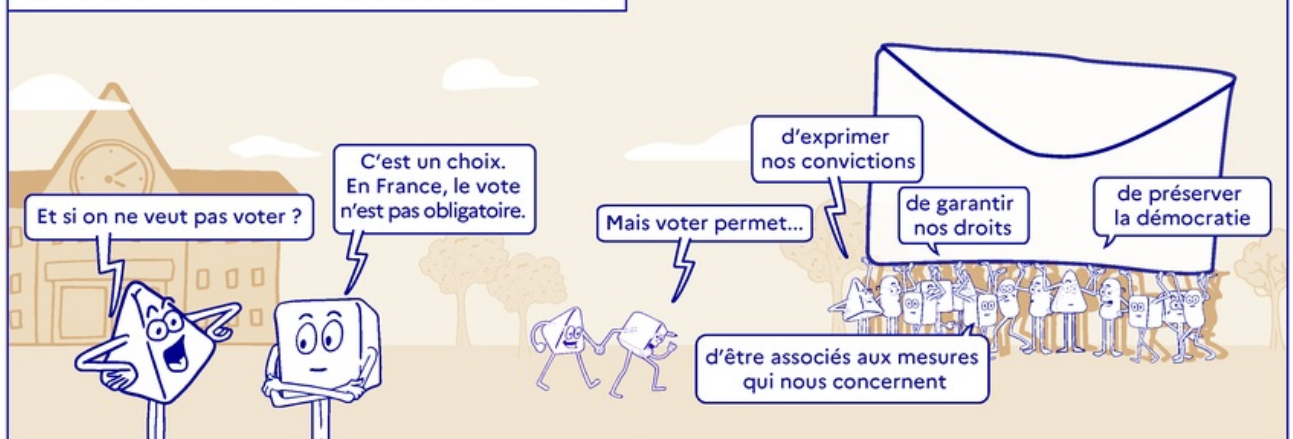 Et si on ne veut pas voter ?
C'est un choix.
En France, le vote
n'est pas obligatoire.
Mais voter permet...
d'exprimer
nos convictions
de garantir
nos droits
de préserver
la démocratie
d'être associés aux mesures
qui nous concernent